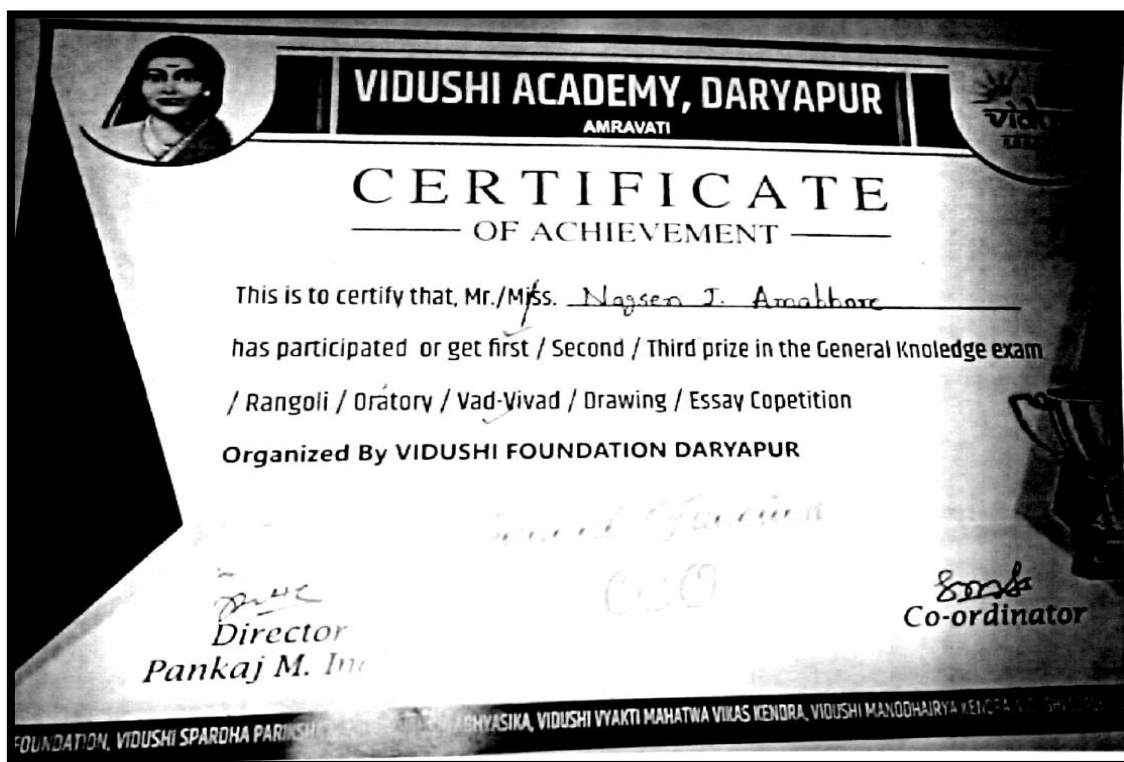 VIDUSHI ACADEMY, DARYAPUR
AMRAVATI
CERTIFICATE
OF ACHIEVEMENT
This is to certify that, Mr./Miss. Nagsen J.
has participated or get first / Second / Third prize in the General Knoledge exam
/ Rangoli / Oratory / Vad-Vivad / Drawing / Essay Copetition
Organized By VIDUSHI FOUNDATION DARYAPUR
Director
Co-ordinator
Pankaj M.
FOUNDATION, VIDUSHI SPARDHA VIDUSHI VYAKTI MAHATWA VIKAS KENDRA, VIDUSHI MANODHAIRYA KENDRA